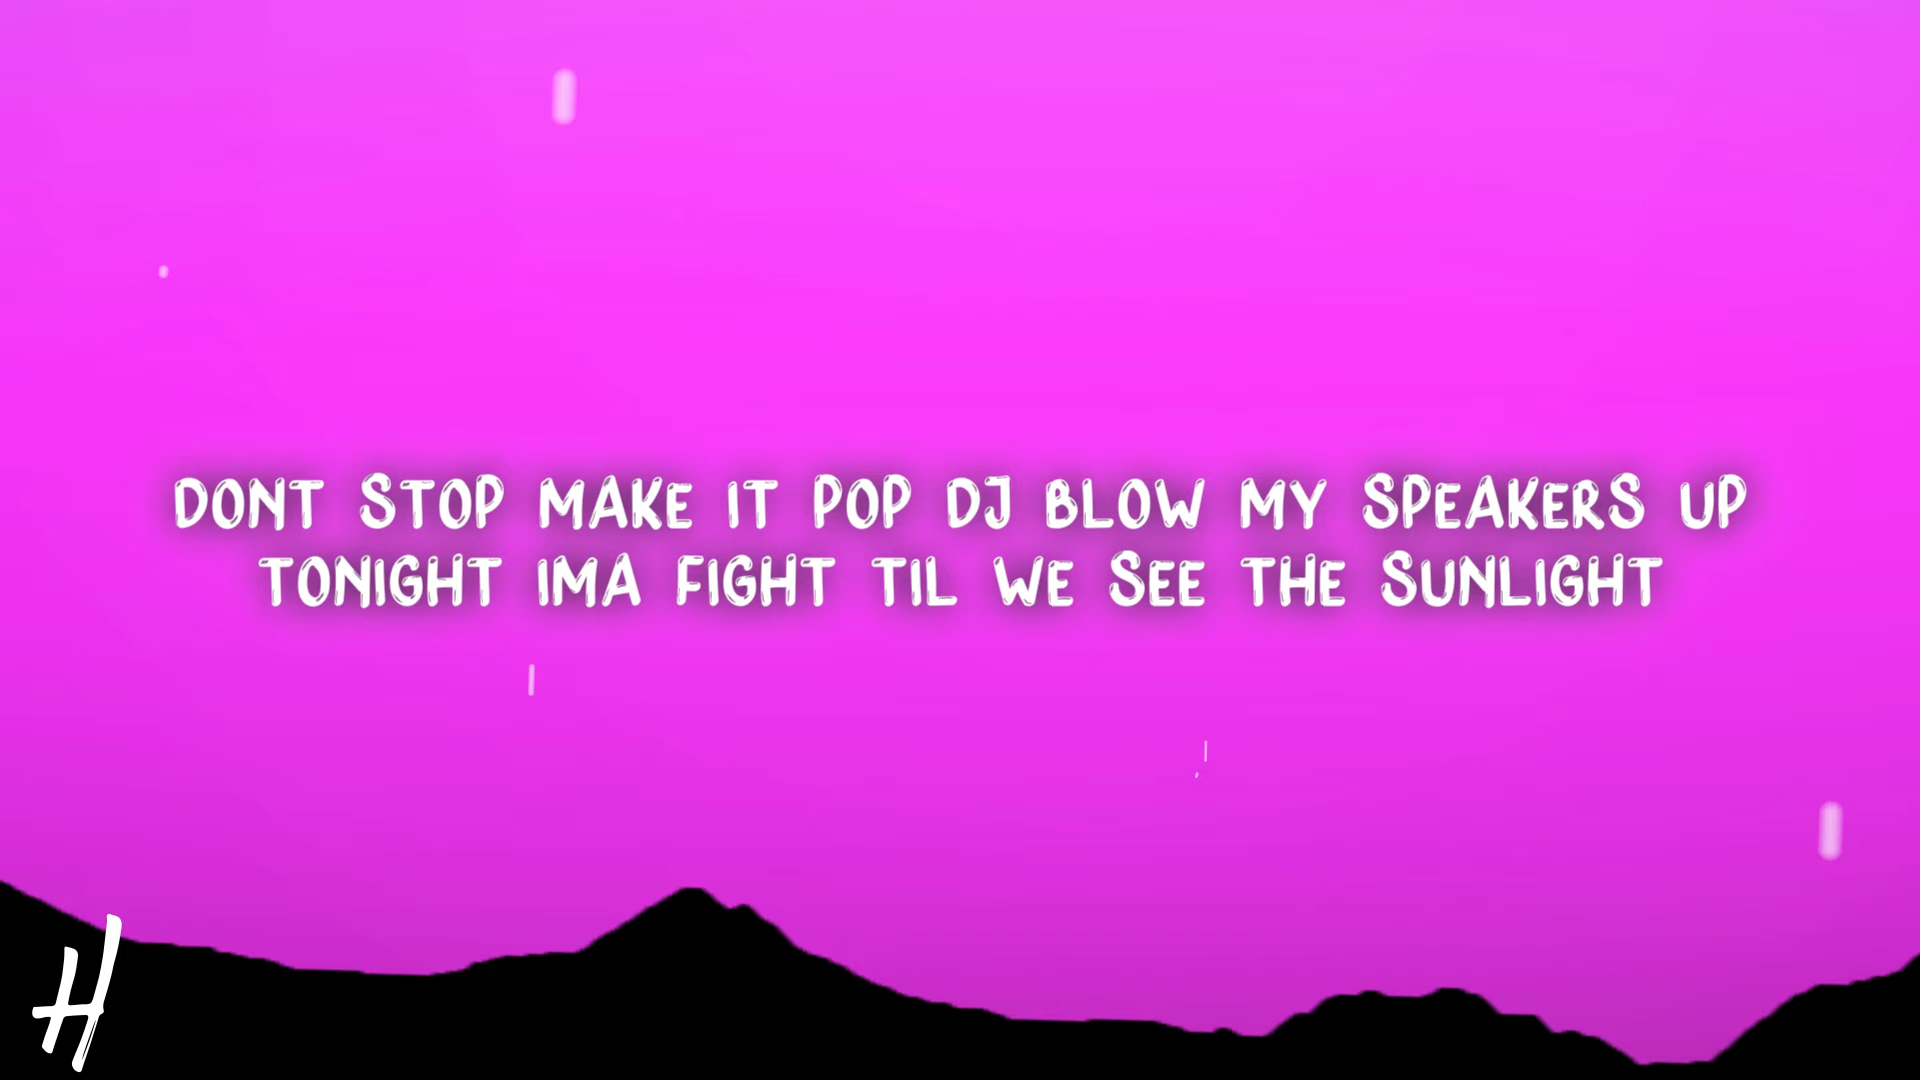 DONT STOP MAKE IT POP DJ BLOW MY SPEAKERS UP
TONIGHT IMA FIGHT TIL WE SEE THE SUNLIGHT
H